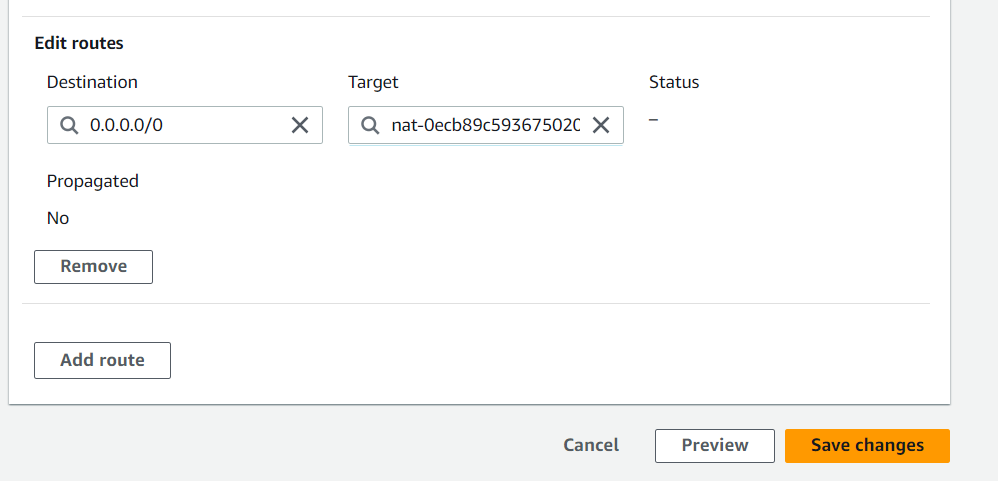 Edit routes
Destination Target Status
0.0.0.0/0 nat-0ecb89c593675020 –
Propagated
No
Remove
Add route
Cancel Preview Save changes